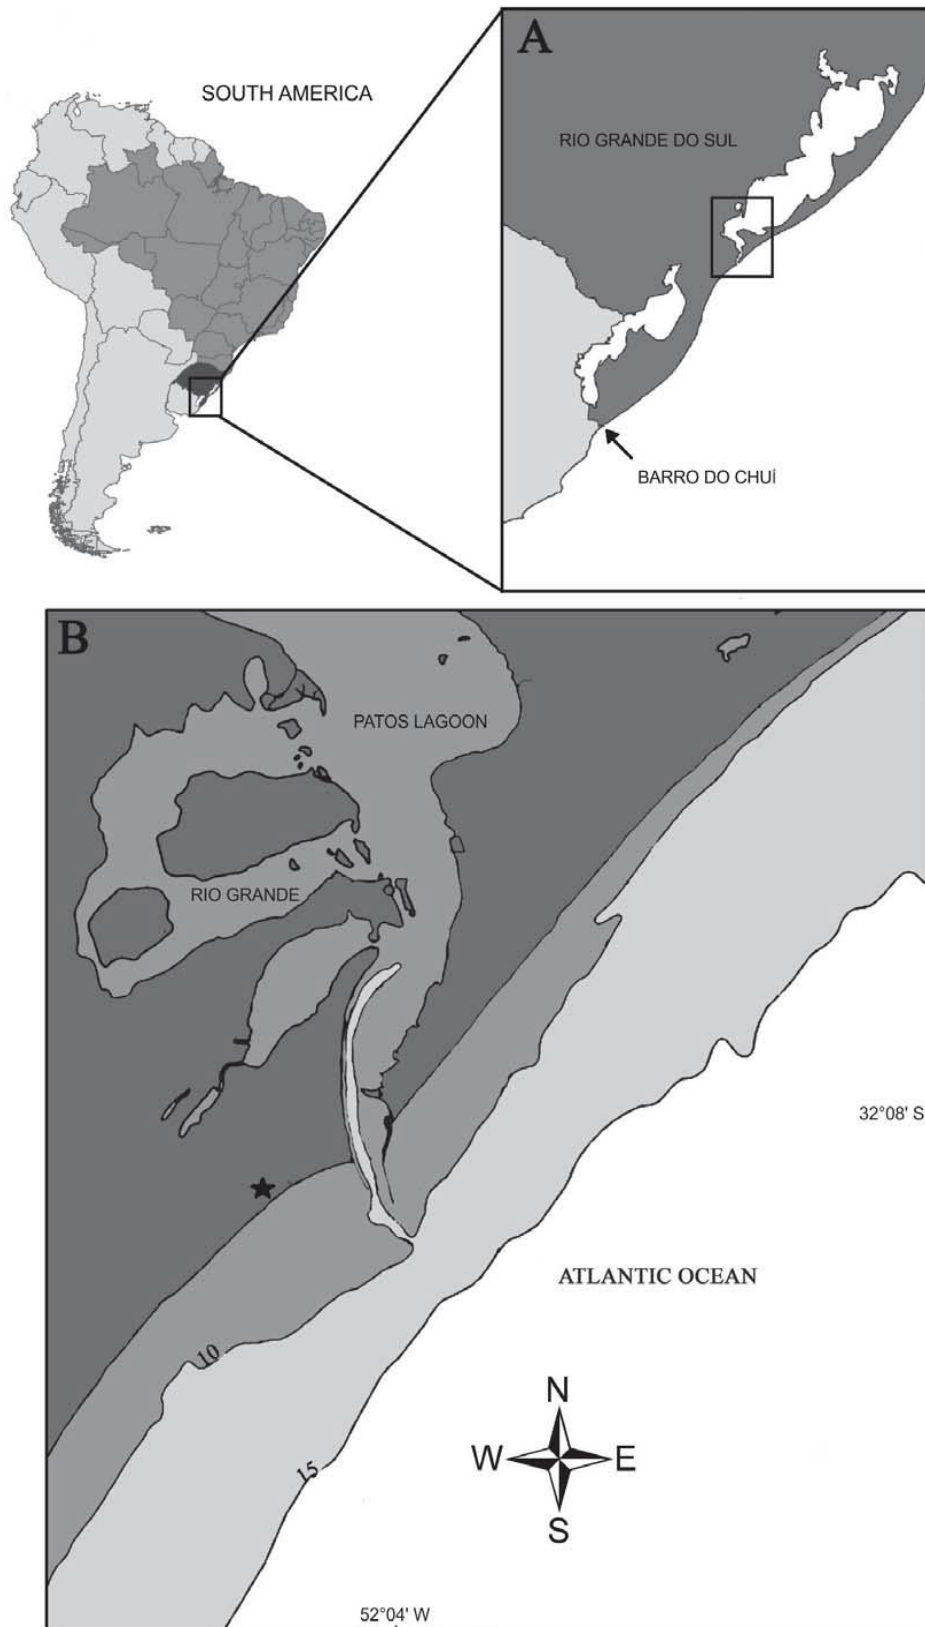 SOUTH AMERICA
A
RIO GRANDE DO SUL
BARRO DO CHUÍ
B
PATOS LAGOON
RIO GRANDE
32°08' S
ATLANTIC OCEAN
10
15
N
W E
S
52°04' W